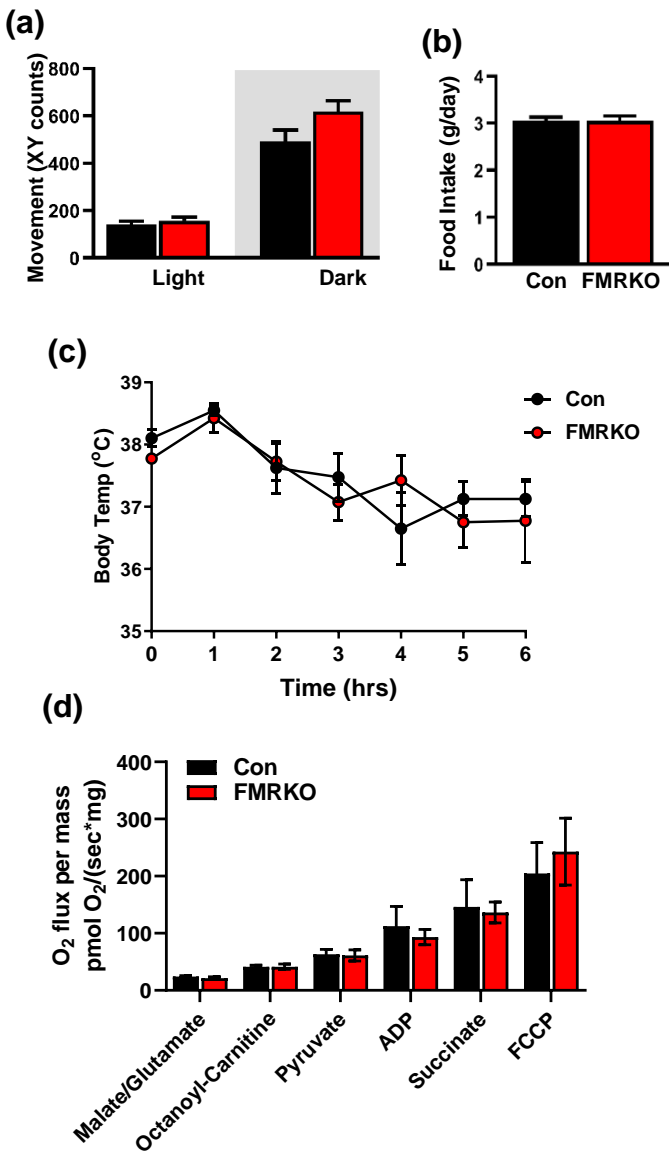 (a)
Movement (XY counts)
800
600
400
200
0
Light
Dark
(b)
Food Intake (g/day)
4
3
2
1
0
Con
FMRKO
(c)
Body Temp (°C)
39
38
37
36
35
0
1
2
3
4
5
6
Time (hrs)
Con
FMRKO
(d)
O₂ flux per mass
pmol O₂/(sec*mg)
400
300
200
100
0
Con
FMRKO
Malate/Glutamate
Octanoyl-Carnitine
Pyruvate
ADP
Succinate
FCCP